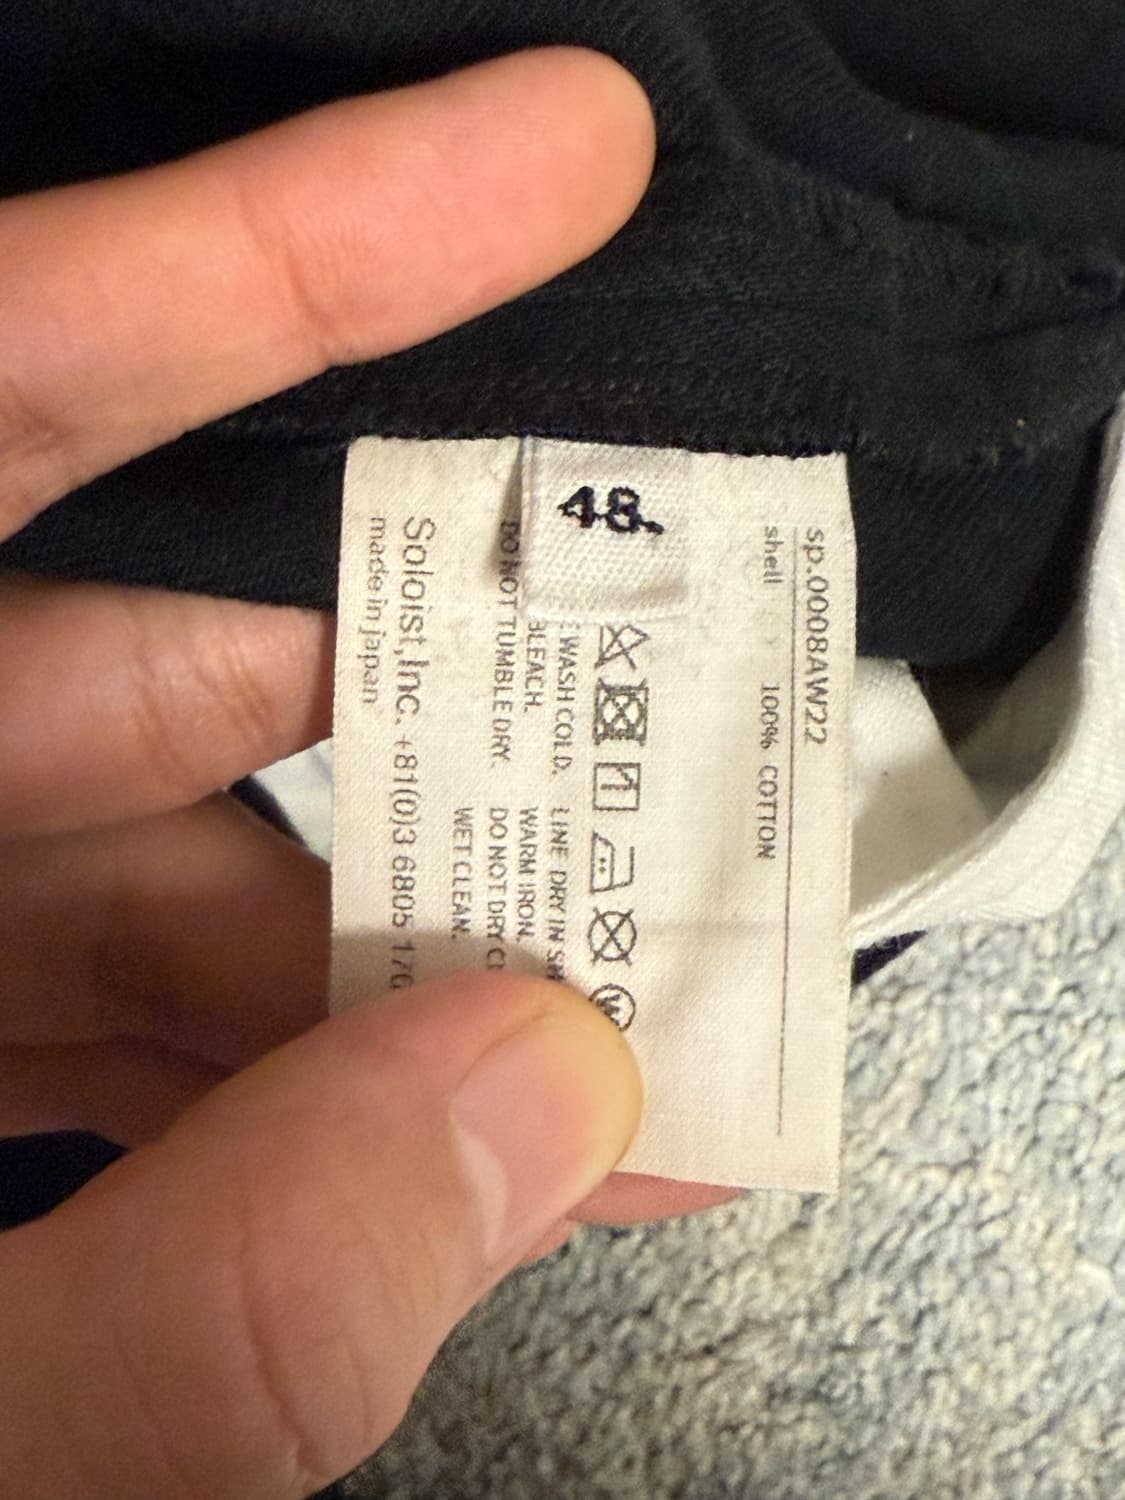 48.
sp.0008AW22
shell 100% COTTON
WASH COLD. LINE DRY IN
BLEACH. WARM IRON.
DO NOT TUMBLE DRY. DO NOT DRY
WET CLEAN.
Soloist,Inc. +81(0)3 6805 17
made in japan